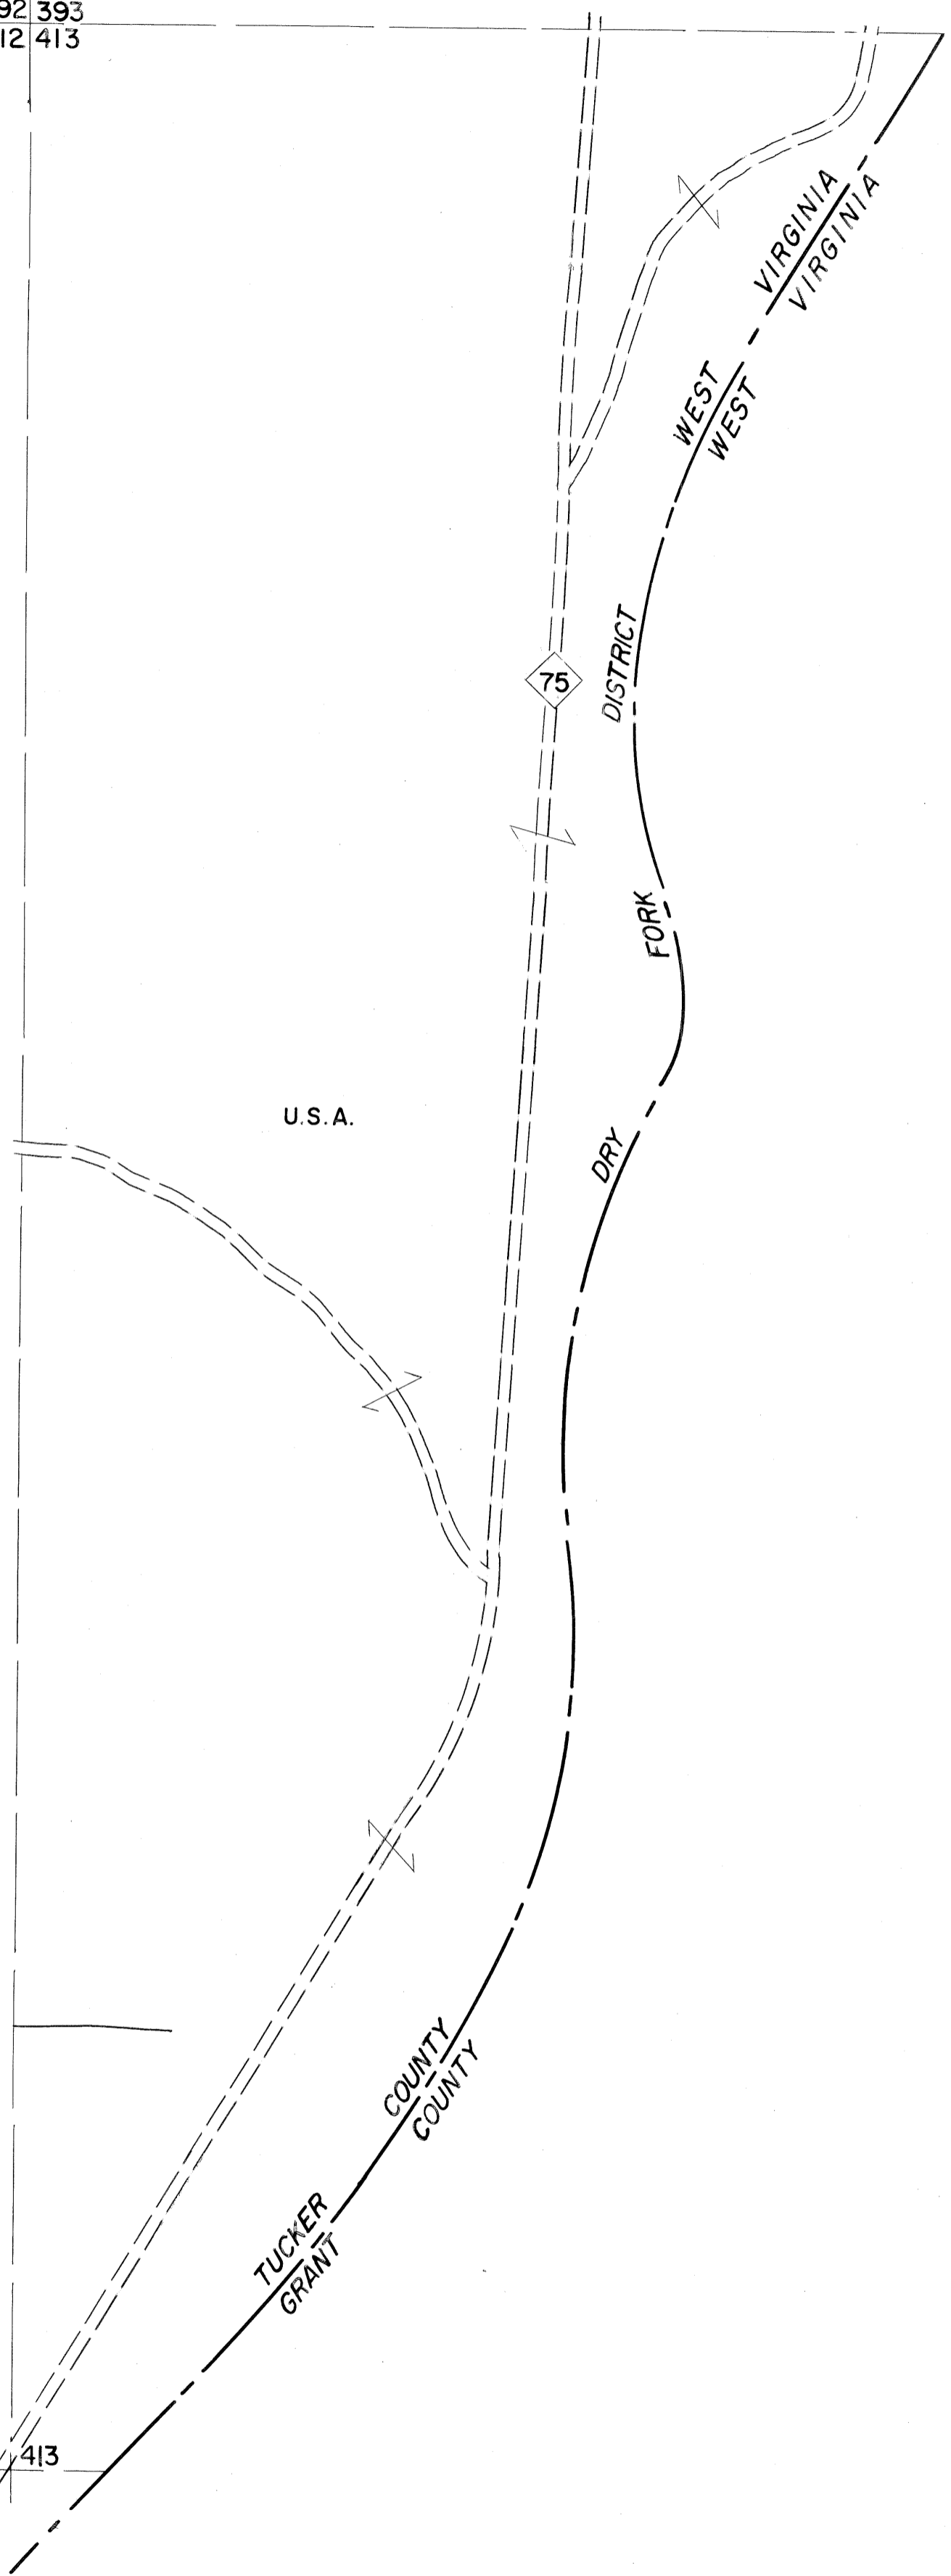 92 393
12 413
WEST VIRGINIA
WEST VIRGINIA
75
DRY FORK DISTRICT
U.S.A.
TUCKER COUNTY
GRANT COUNTY
413